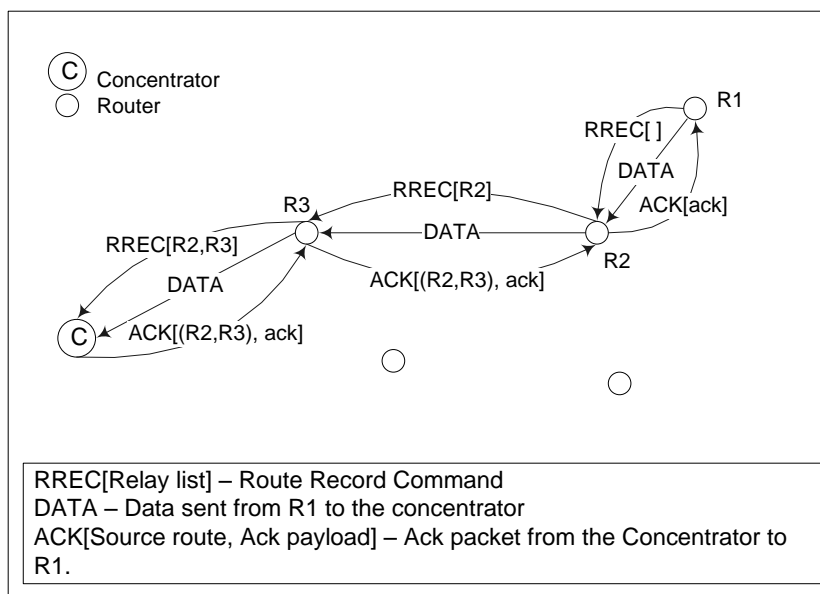 C
Concentrator
Router
R1
RREC[ ]
DATA
ACK[ack]
RREC[R2]
R3
DATA
R2
RREC[R2,R3]
DATA
ACK[(R2,R3), ack]
C
ACK[(R2,R3), ack]
RREC[Relay list] – Route Record Command
DATA – Data sent from R1 to the concentrator
ACK[Source route, Ack payload] – Ack packet from the Concentrator to
R1.